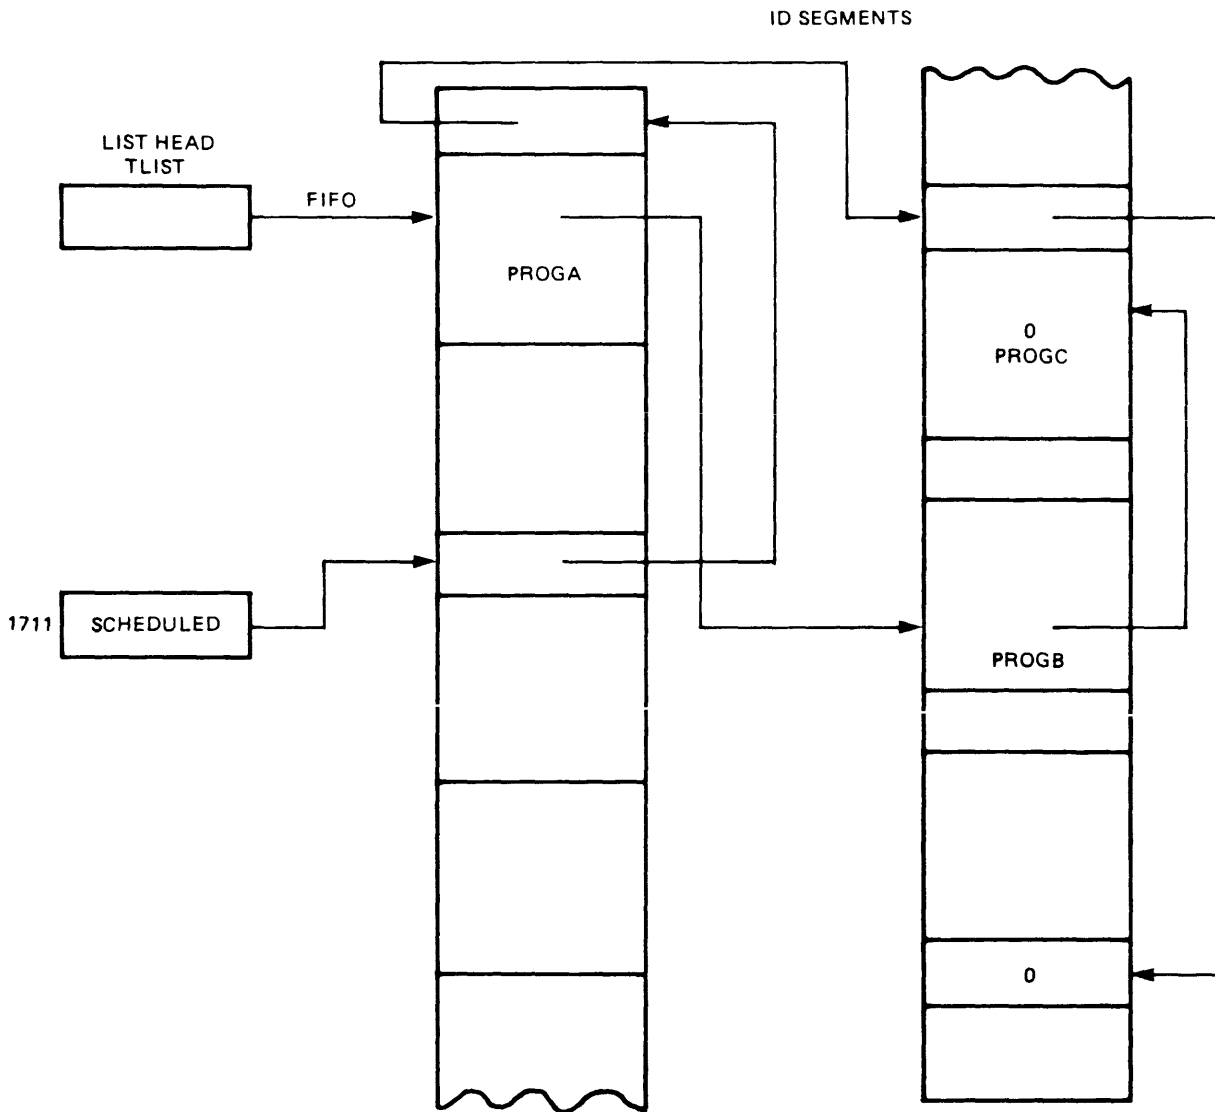 ID SEGMENTS
LIST HEAD
TLIST
FIFO
PROGA
0
PROGC
1711
SCHEDULED
PROGB
0